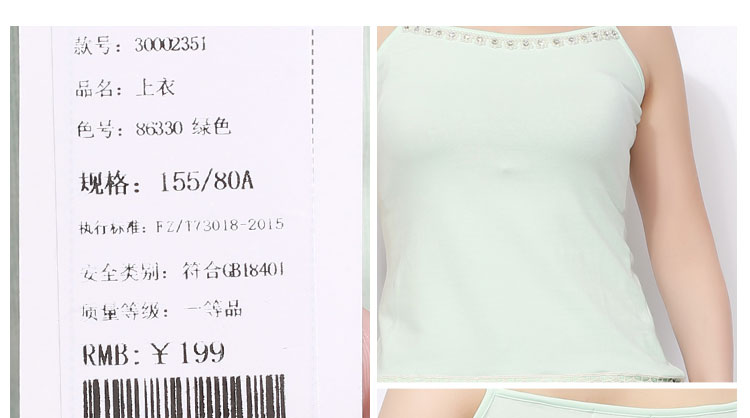 款号: 30002351
品名: 上衣
色号: 86330 绿色
规格: 155/80A
执行标准: FZ/T73018-2015
安全类别: 符合GB18401
质量等级: 一等品
RMB: ¥199